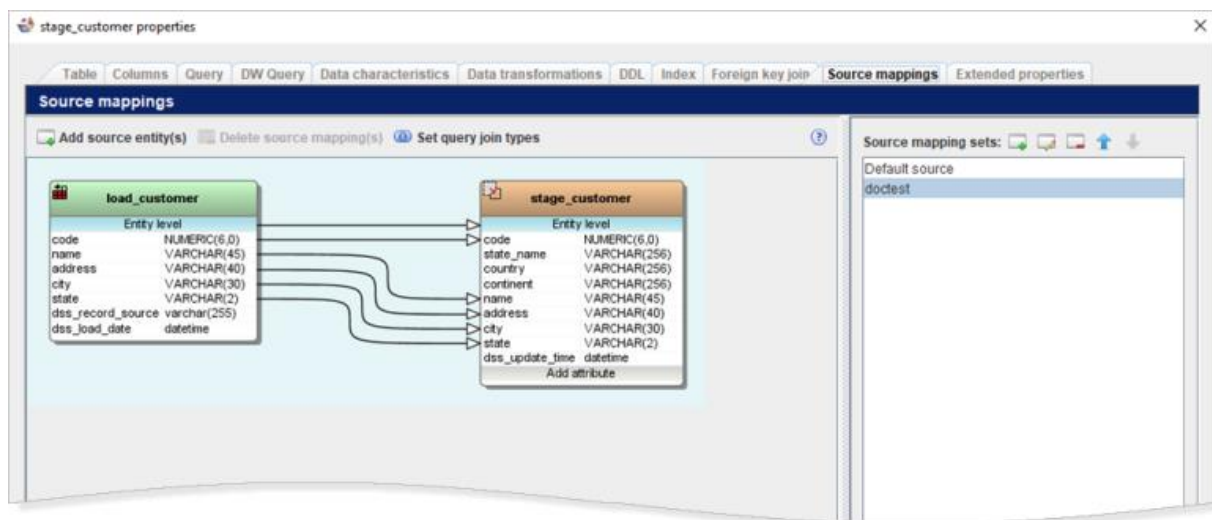 stage_customer properties
Table Columns Query DW Query Data characteristics Data transformations DDL Index Foreign key join Source mappings Extended properties
Source mappings
Add source entity(s) Delete source mapping(s) Set query join types
load_customer
Entity level
code NUMERIC(6,0)
name VARCHAR(45)
address VARCHAR(40)
city VARCHAR(30)
state VARCHAR(2)
dss_record_source varchar(255)
dss_load_date datetime
stage_customer
Entity level
code NUMERIC(6,0)
state_name VARCHAR(256)
country VARCHAR(256)
continent VARCHAR(256)
name VARCHAR(45)
address VARCHAR(40)
city VARCHAR(30)
state VARCHAR(2)
dss_update_time datetime
Add attribute
Source mapping sets:
Default source
doctest